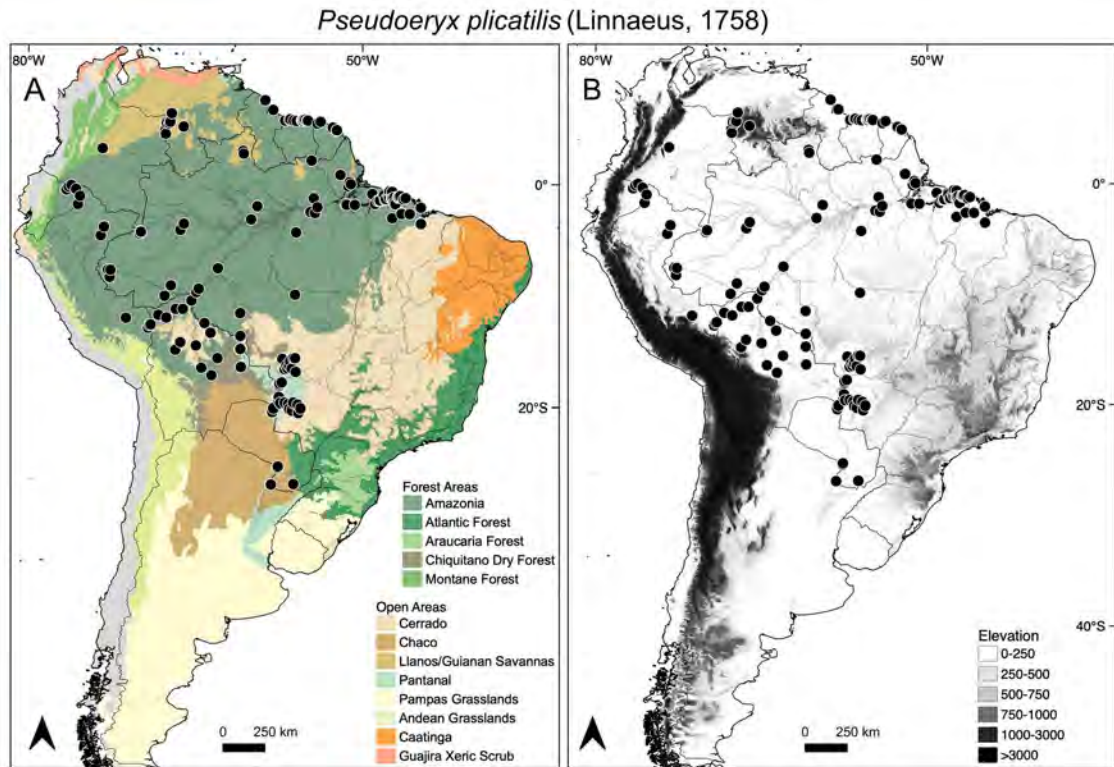 Pseudoeryx plicatilis (Linnaeus, 1758)
80°W
50°W
A
0°
20°S
Forest Areas
Amazonia
Atlantic Forest
Araucaria Forest
Chiquitano Dry Forest
Montane Forest
Open Areas
Cerrado
Chaco
Llanos/Guianan Savannas
Pantanal
Pampas Grasslands
Andean Grasslands
Caatinga
Guajira Xeric Scrub
0 250 km
80°W
50°W
B
0°
20°S
40°S
Elevation
0-250
250-500
500-750
750-1000
1000-3000
>3000
0 250 km